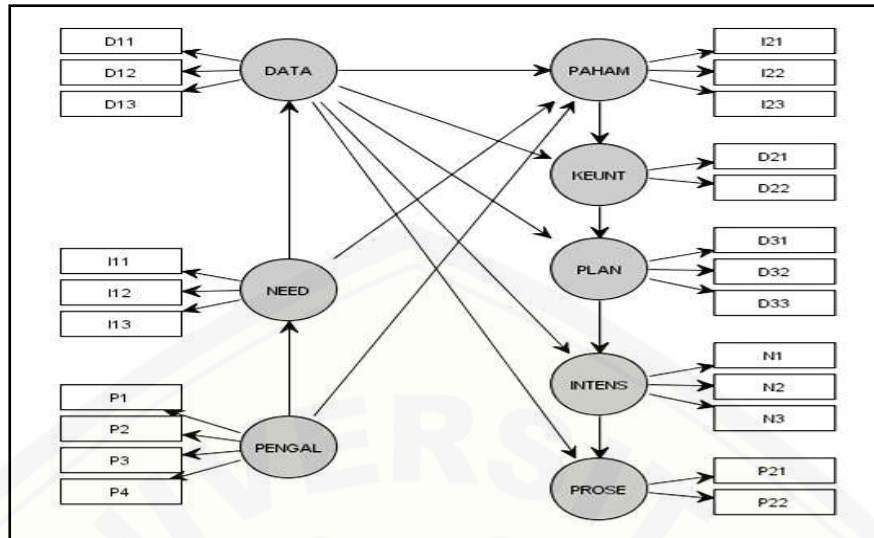 D11
D12
D13
DATA
PAHAM
I21
I22
I23
KEUNT
D21
D22
PLAN
D31
D32
D33
I11
I12
I13
NEED
INTENS
N1
N2
N3
P1
P2
P3
P4
PENGAL
PROSE
P21
P22
UNIVERSIT